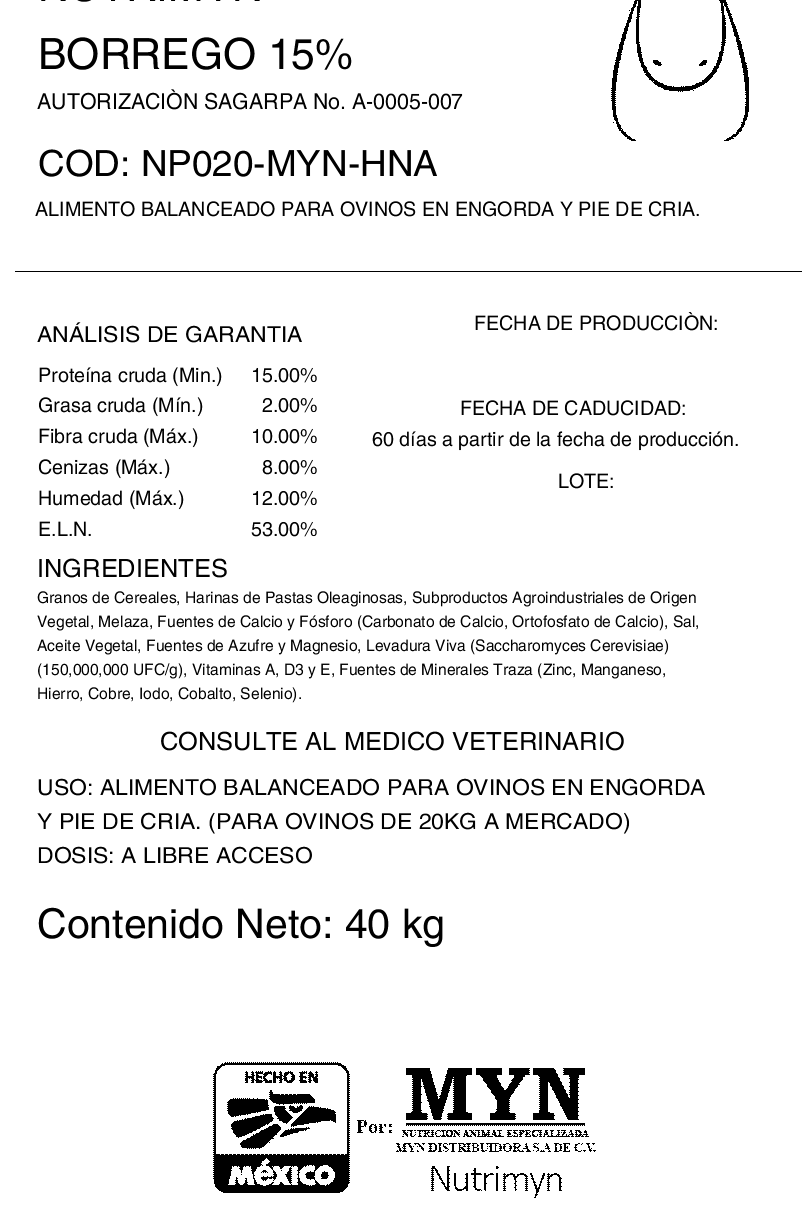 BORREGO 15%
AUTORIZACIÒN SAGARPA No. A-0005-007
COD: NP020-MYN-HNA
ALIMENTO BALANCEADO PARA OVINOS EN ENGORDA Y PIE DE CRIA.
ANÁLISIS DE GARANTIA
Proteína cruda (Min.) 15.00%
Grasa cruda (Mín.) 2.00%
Fibra cruda (Máx.) 10.00%
Cenizas (Máx.) 8.00%
Humedad (Máx.) 12.00%
E.L.N. 53.00%
FECHA DE PRODUCCIÒN:
FECHA DE CADUCIDAD:
60 días a partir de la fecha de producción.
LOTE:
INGREDIENTES
Granos de Cereales, Harinas de Pastas Oleaginosas, Subproductos Agroindustriales de Origen
Vegetal, Melaza, Fuentes de Calcio y Fósforo (Carbonato de Calcio, Ortofosfato de Calcio), Sal,
Aceite Vegetal, Fuentes de Azufre y Magnesio, Levadura Viva (Saccharomyces Cerevisiae)
(150,000,000 UFC/g), Vitaminas A, D3 y E, Fuentes de Minerales Traza (Zinc, Manganeso,
Hierro, Cobre, Iodo, Cobalto, Selenio).
CONSULTE AL MEDICO VETERINARIO
USO: ALIMENTO BALANCEADO PARA OVINOS EN ENGORDA
Y PIE DE CRIA. (PARA OVINOS DE 20KG A MERCADO)
DOSIS: A LIBRE ACCESO
Contenido Neto: 40 kg
HECHO EN
MéXICO
Por:
MYN
NUTRICION ANIMAL ESPECIALIZADA
MYN DISTRIBUIDORA S.A DE C.V.
Nutrimyn